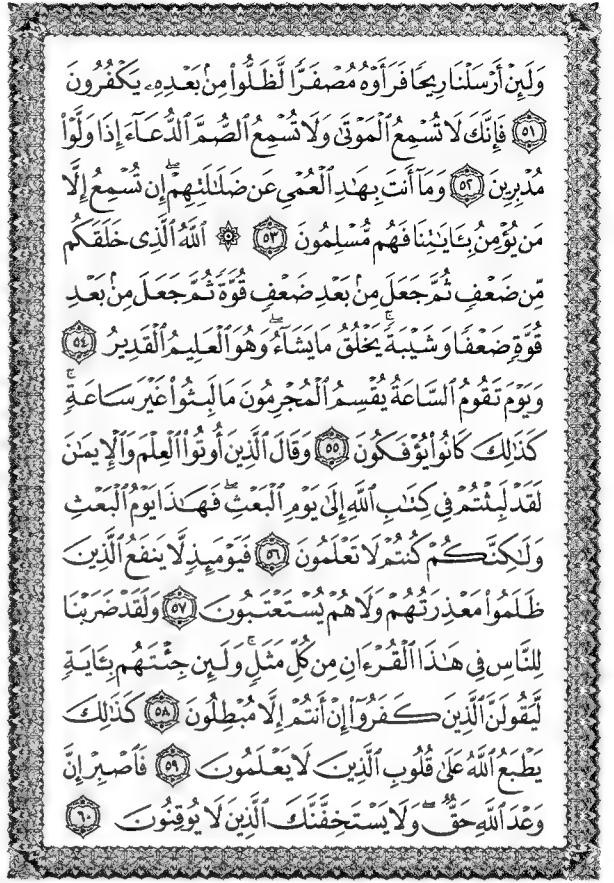 وَلَئِنْ أَرْسَلْنَا رِيحًا فَرَأَوْهُ مُصْفَرًّا لَّظَلُّوا۟ مِنۢ بَعْدِهِۦ يَكْفُرُونَ
﴿٥١﴾ فَإِنَّكَ لَا تُسْمِعُ ٱلْمَوْتَىٰ وَلَا تُسْمِعُ ٱلصُّمَّ ٱلدُّعَآءَ إِذَا وَلَّوْا۟
مُدْبِرِينَ ﴿٥٢﴾ وَمَآ أَنتَ بِهَـٰدِ ٱلْعُمْىِ عَن ضَلَـٰلَتِهِمْ ۖ إِن تُسْمِعُ إِلَّا
مَن يُؤْمِنُ بِـَٔايَـٰتِنَا فَهُم مُّسْلِمُونَ ﴿٥٣﴾ ۞ ٱللَّهُ ٱلَّذِى خَلَقَكُم
مِّن ضَعْفٍ ثُمَّ جَعَلَ مِنۢ بَعْدِ ضَعْفٍ قُوَّةً ثُمَّ جَعَلَ مِنۢ بَعْدِ
قُوَّةٍ ضَعْفًا وَشَيْبَةً ۚ يَخْلُقُ مَا يَشَآءُ ۖ وَهُوَ ٱلْعَلِيمُ ٱلْقَدِيرُ ﴿٥٤﴾
وَيَوْمَ تَقُومُ ٱلسَّاعَةُ يُقْسِمُ ٱلْمُجْرِمُونَ مَا لَبِثُوا۟ غَيْرَ سَاعَةٍ ۚ
كَذَٰلِكَ كَانُوا۟ يُؤْفَكُونَ ﴿٥٥﴾ وَقَالَ ٱلَّذِينَ أُوتُوا۟ ٱلْعِلْمَ وَٱلْإِيمَـٰنَ
لَقَدْ لَبِثْتُمْ فِى كِتَـٰبِ ٱللَّهِ إِلَىٰ يَوْمِ ٱلْبَعْثِ ۖ فَهَـٰذَا يَوْمُ ٱلْبَعْثِ
وَلَـٰكِنَّكُمْ كُنتُمْ لَا تَعْلَمُونَ ﴿٥٦﴾ فَيَوْمَئِذٍ لَّا يَنفَعُ ٱلَّذِينَ
ظَلَمُوا۟ مَعْذِرَتُهُمْ وَلَا هُمْ يُسْتَعْتَبُونَ ﴿٥٧﴾ وَلَقَدْ ضَرَبْنَا
لِلنَّاسِ فِى هَـٰذَا ٱلْقُرْءَانِ مِن كُلِّ مَثَلٍ ۚ وَلَئِن جِئْتَهُم بِـَٔايَةٍ
لَّيَقُولَنَّ ٱلَّذِينَ كَفَرُوٓا۟ إِنْ أَنتُمْ إِلَّا مُبْطِلُونَ ﴿٥٨﴾ كَذَٰلِكَ
يَطْبَعُ ٱللَّهُ عَلَىٰ قُلُوبِ ٱلَّذِينَ لَا يَعْلَمُونَ ﴿٥٩﴾ فَٱصْبِرْ إِنَّ
وَعْدَ ٱللَّهِ حَقٌّ ۖ وَلَا يَسْتَخِفَّنَّكَ ٱلَّذِينَ لَا يُوقِنُونَ ﴿٦٠﴾